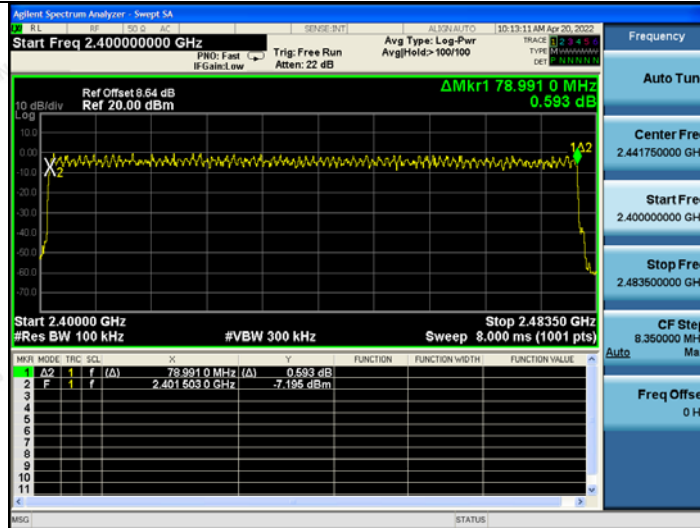 Agilent Spectrum Analyzer - Swept SA
RL RF 50 Ω AC SENSE:INT ALIGNAUTO 10:13:11 AM Apr 20, 2022
Start Freq 2.400000000 GHz
PNO: Fast
IFGain:Low
Trig: Free Run
Atten: 22 dB
Avg Type: Log-Pwr
Avg|Hold:>100/100
TRACE 1 2 3 4 5 6
TYPE
DET P N N N N N
Ref Offset 8.64 dB
10 dB/div Ref 20.00 dBm
Log
ΔMkr1 78.991 0 MHz
0.593 dB
10.0
0.00
-10.0
-20.0
-30.0
-40.0
-50.0
-60.0
-70.0
2
1Δ2
Start 2.40000 GHz Stop 2.48350 GHz
#Res BW 100 kHz #VBW 300 kHz Sweep 8.000 ms (1001 pts)
MKR MODE TRC SCL X Y FUNCTION FUNCTION WIDTH FUNCTION VALUE
1 Δ2 1 f (Δ) 78.991 0 MHz (Δ) 0.593 dB
2 F 1 f 2.401 503 0 GHz -7.195 dBm
3
4
5
6
7
8
9
10
11
MSG STATUS
Frequency
Auto Tun
Center Fre
2.441750000 GH
Start Fre
2.400000000 GH
Stop Fre
2.483500000 GH
CF Step
8.350000 MH
Auto Ma
Freq Offse
0 H